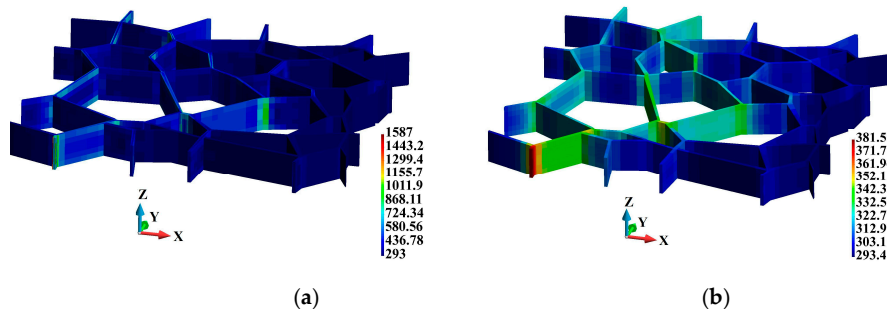 1587
1443.2
1299.4
1155.7
1011.9
868.11
724.34
580.56
436.78
293
Z
Y
X
(a)
381.5
371.7
361.9
352.1
342.3
332.5
322.7
312.9
303.1
293.4
Z
Y
X
(b)